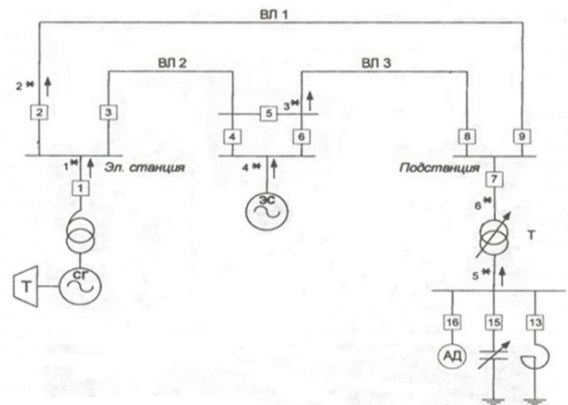 ВЛ 1
ВЛ 2
ВЛ 3
2*
3*
2
3
5
4
6
8
9
1*
Эл. станция
4*
Подстанция
1
7
6*
ЭС
Т
СГ
Т
5*
16
15
13
АД